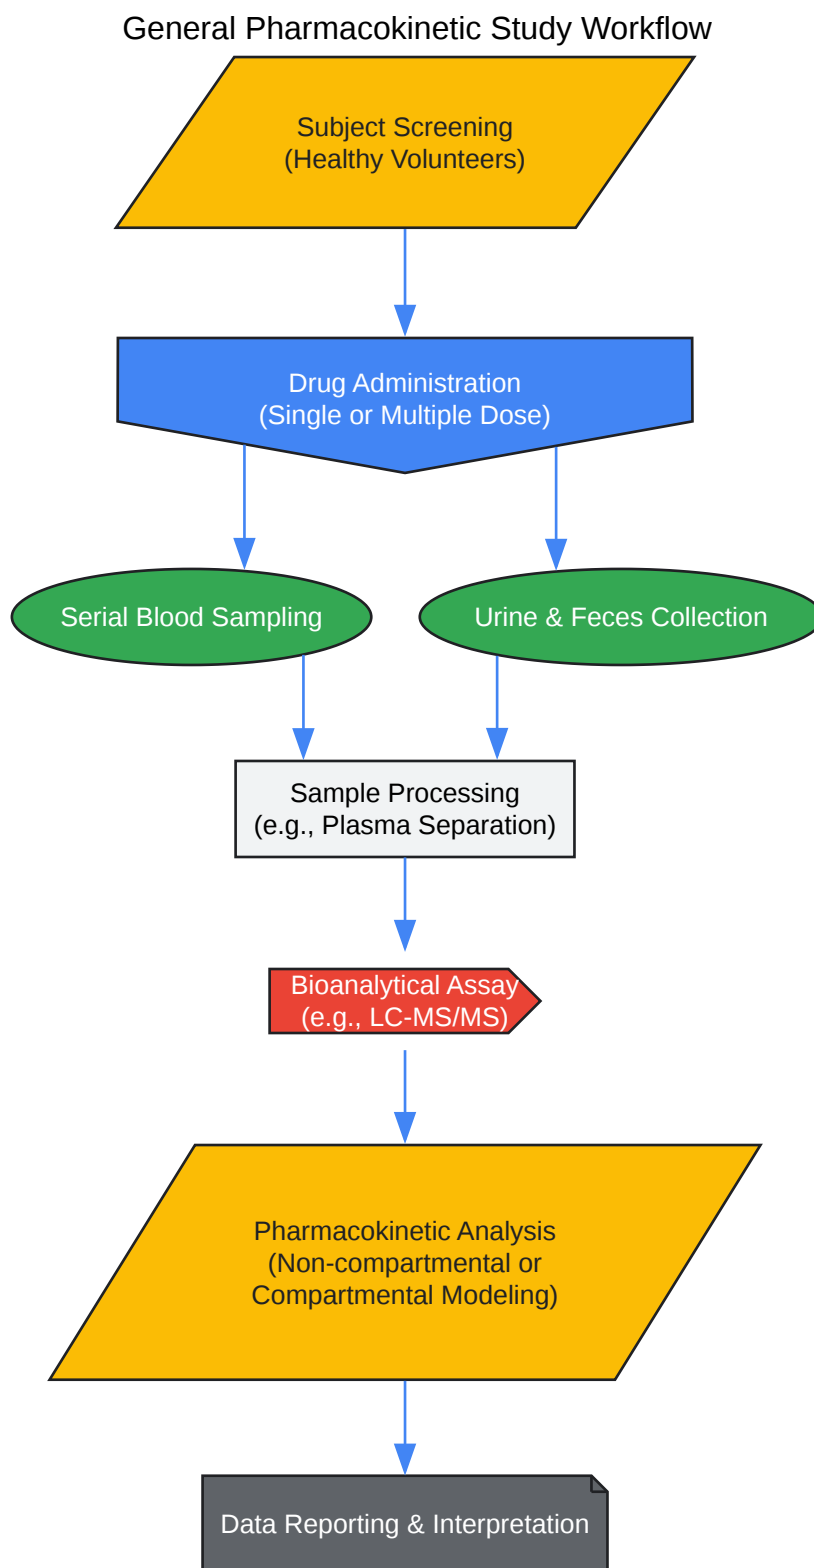 General Pharmacokinetic Study Workflow
Subject Screening
(Healthy Volunteers)
Drug Administration
(Single or Multiple Dose)
Serial Blood Sampling
Urine & Feces Collection
Sample Processing
(e.g., Plasma Separation)
Bioanalytical Assay
(e.g., LC-MS/MS)
Pharmacokinetic Analysis
(Non-compartmental or
Compartmental Modeling)
Data Reporting & Interpretation